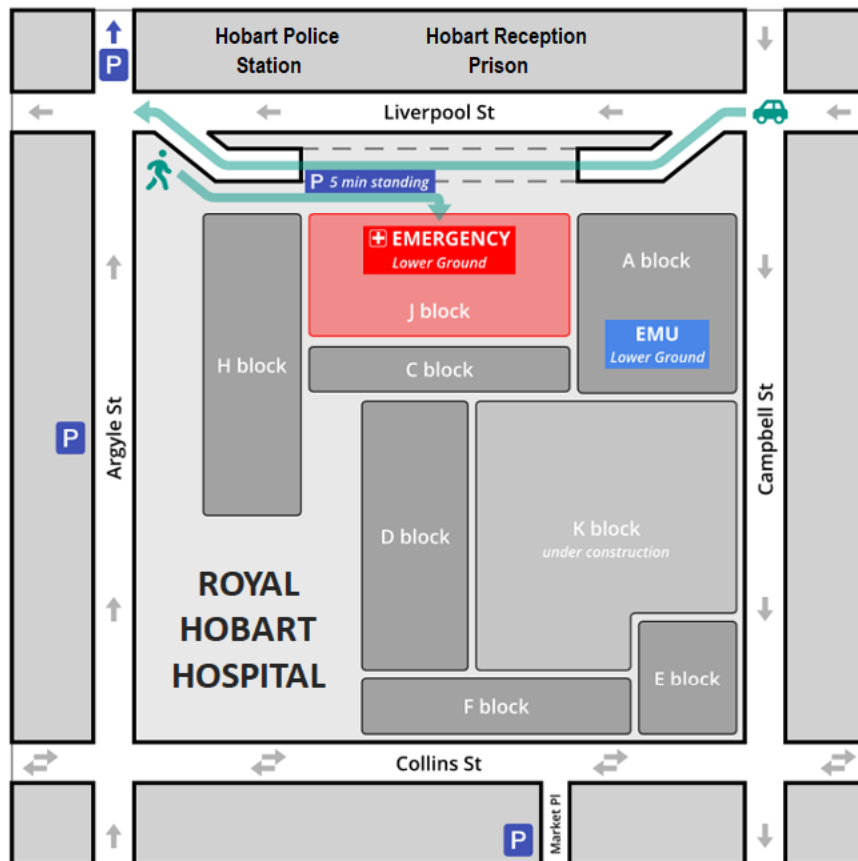 Hobart Police
Station
Hobart Reception
Prison
P
Liverpool St
P 5 min standing
EMERGENCY
Lower Ground
J block
A block
EMU
Lower Ground
H block
C block
Argyle St
P
Campbell St
D block
K block
under construction
ROYAL
HOBART
HOSPITAL
E block
F block
Collins St
Market Pl
P